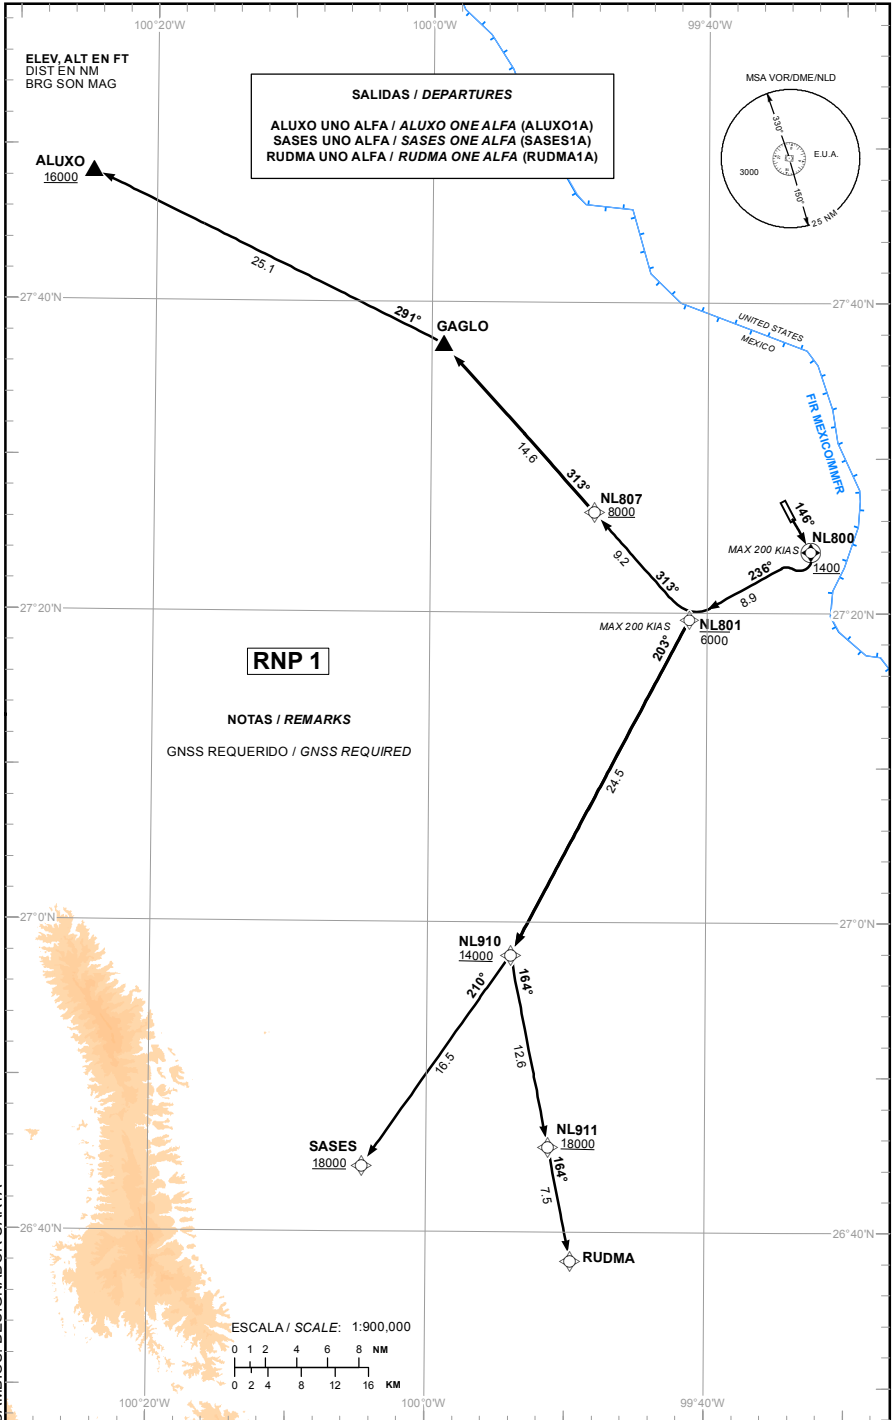 100°20'W
100°0'W
99°40'W
ELEV, ALT EN FT
DIST EN NM
BRG SON MAG
SALIDAS / DEPARTURES
ALUXO UNO ALFA / ALUXO ONE ALFA (ALUXO1A)
SASES UNO ALFA / SASES ONE ALFA (SASES1A)
RUDMA UNO ALFA / RUDMA ONE ALFA (RUDMA1A)
MSA VOR/DME/NLD
330°
E.U.A.
3000
150°
25 NM
ALUXO
16000
25.1
291°
27°40'N
27°40'N
GAGLO
UNITED STATES
MEXICO
FIR MEXICO/MMFR
14.6
313°
NL807
8000
146°
NL800
MAX 200 KIAS
1400
9.2
313°
236°
8.9
27°20'N
27°20'N
MAX 200 KIAS
NL801
6000
203°
RNP 1
NOTAS / REMARKS
GNSS REQUERIDO / GNSS REQUIRED
24.5
27°0'N
27°0'N
NL910
14000
210°
164°
16.5
12.6
NL911
18000
SASES
18000
164°
7.5
26°40'N
26°40'N
RUDMA
ESCALA / SCALE: 1:900,000
0 1 2 4 6 8 NM
0 2 4 8 12 16 KM
100°20'W
100°0'W
99°40'W